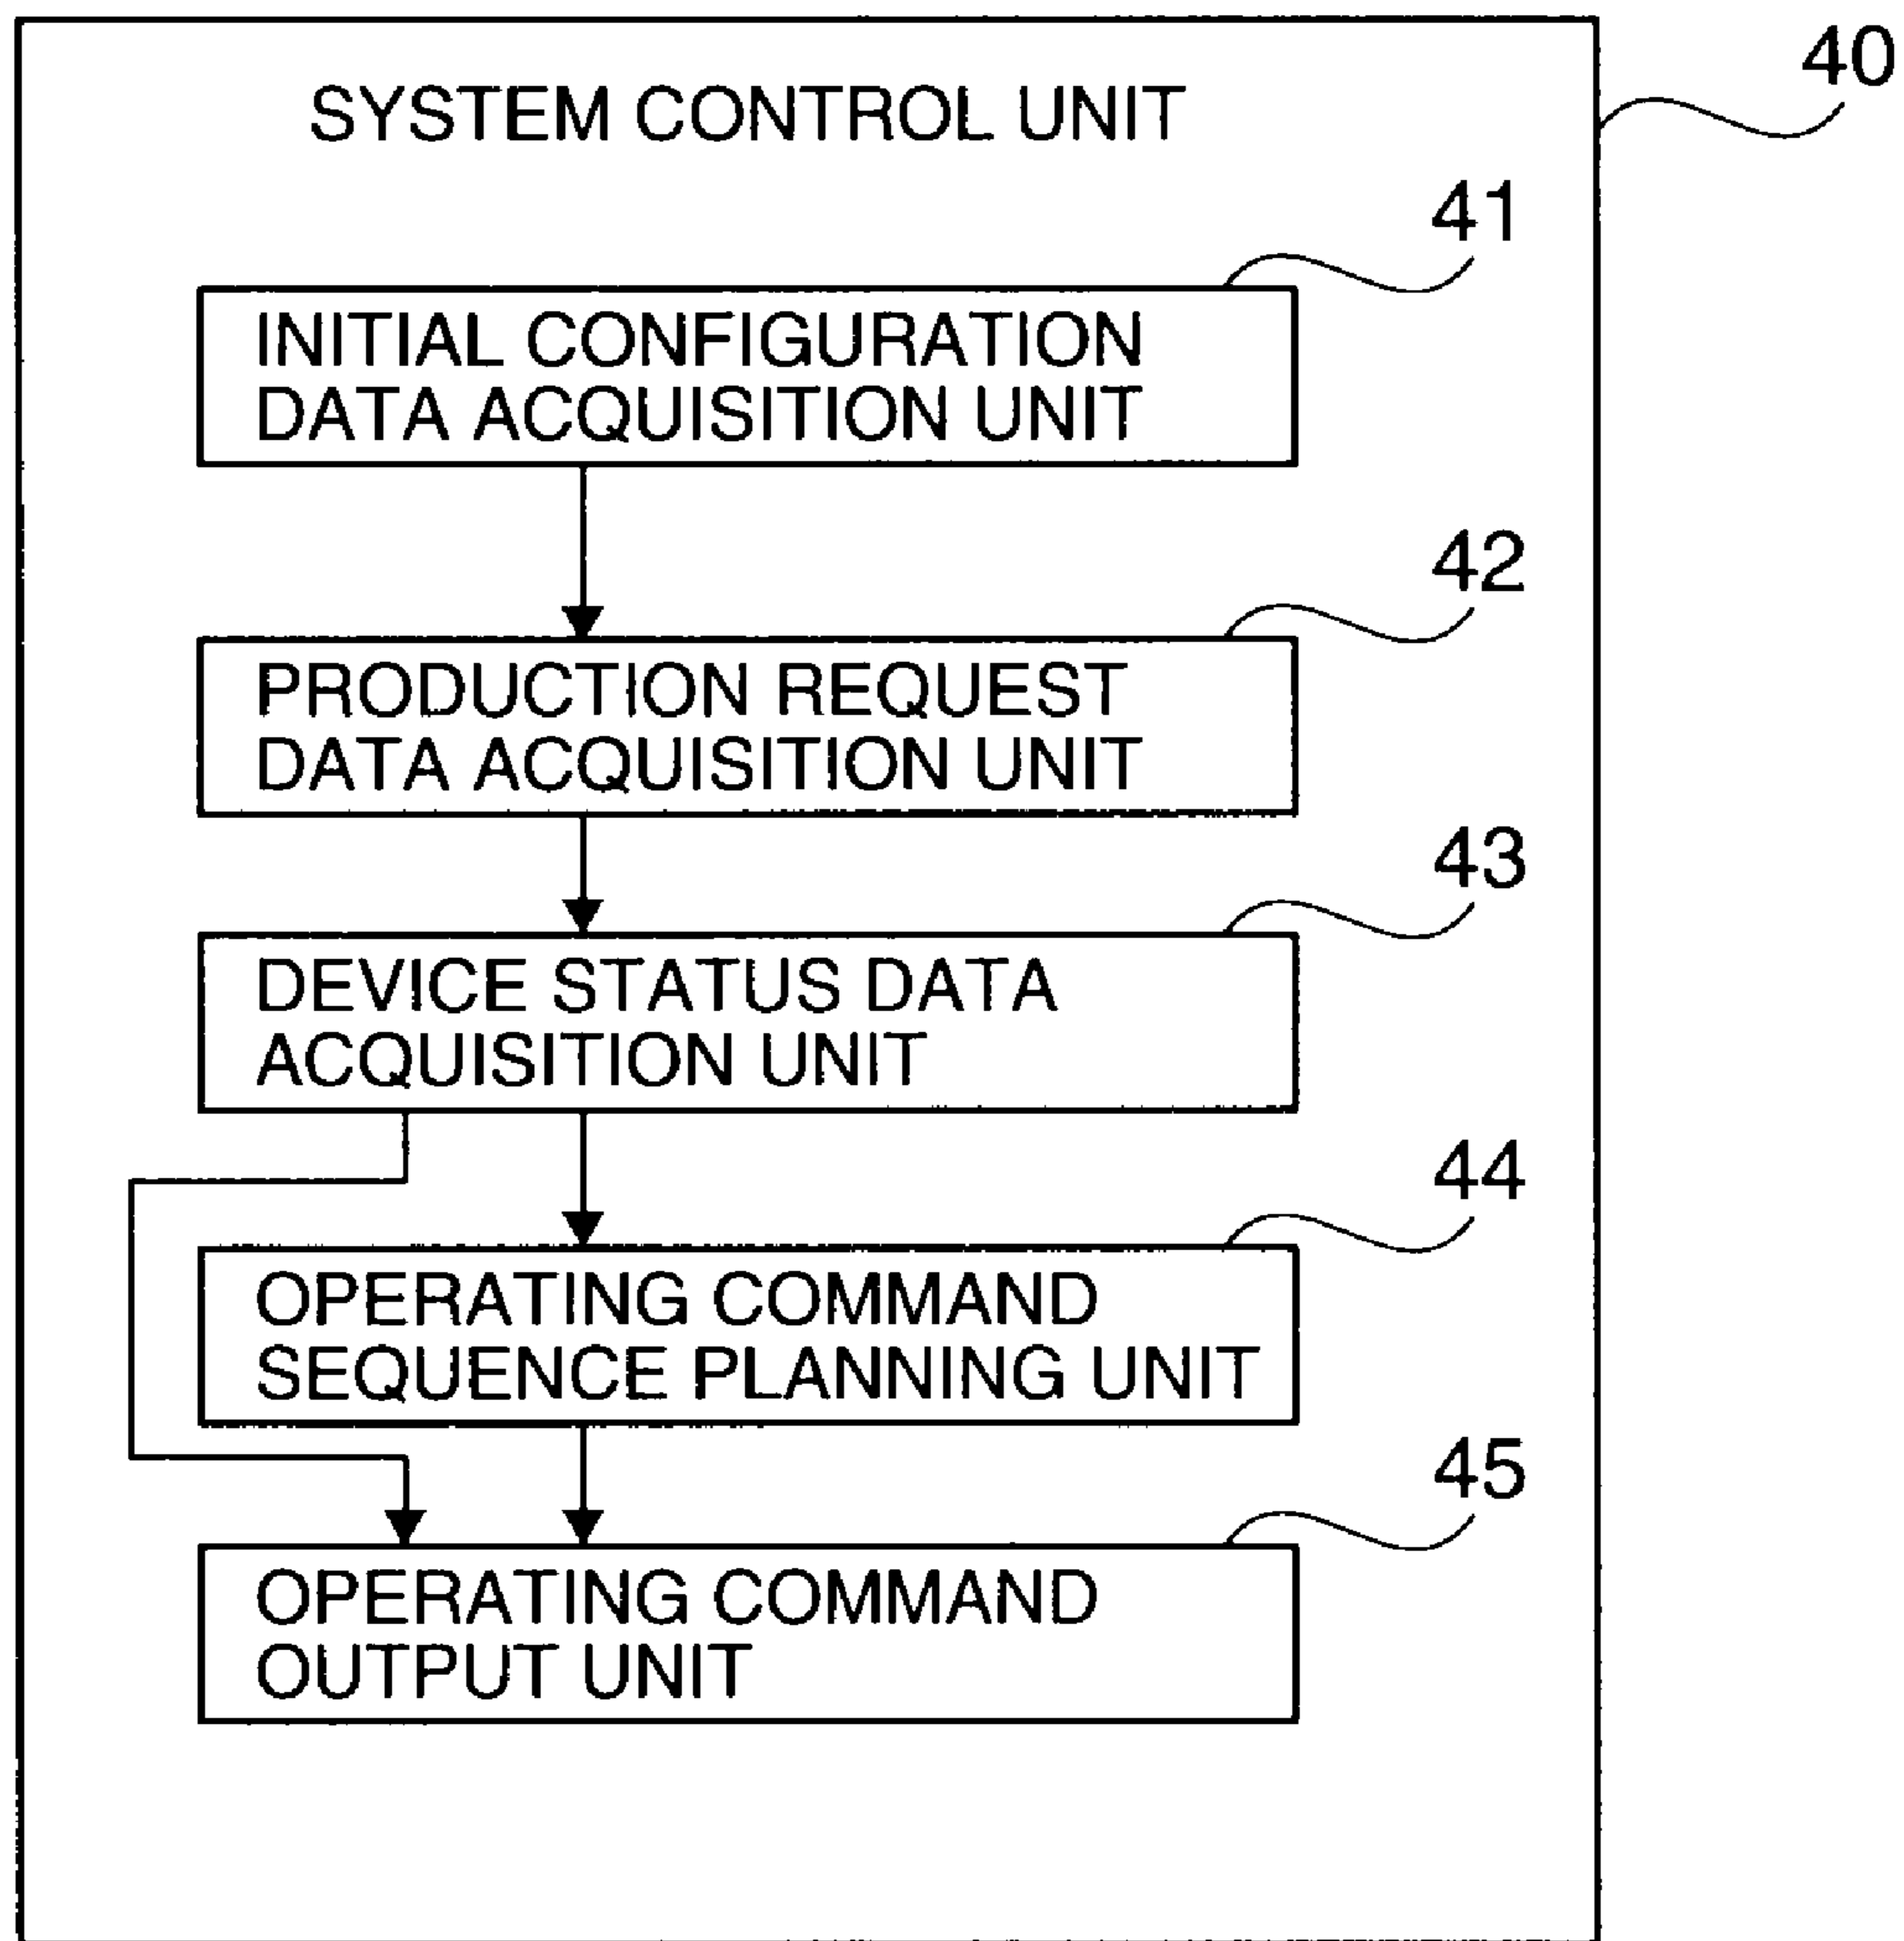 40
SYSTEM CONTROL UNIT
41
INITIAL CONFIGURATION
DATA ACQUISITION UNIT
42
PRODUCTION REQUEST
DATA ACQUISITION UNIT
43
DEVICE STATUS DATA
ACQUISITION UNIT
44
OPERATING COMMAND
SEQUENCE PLANNING UNIT
45
OPERATING COMMAND
OUTPUT UNIT